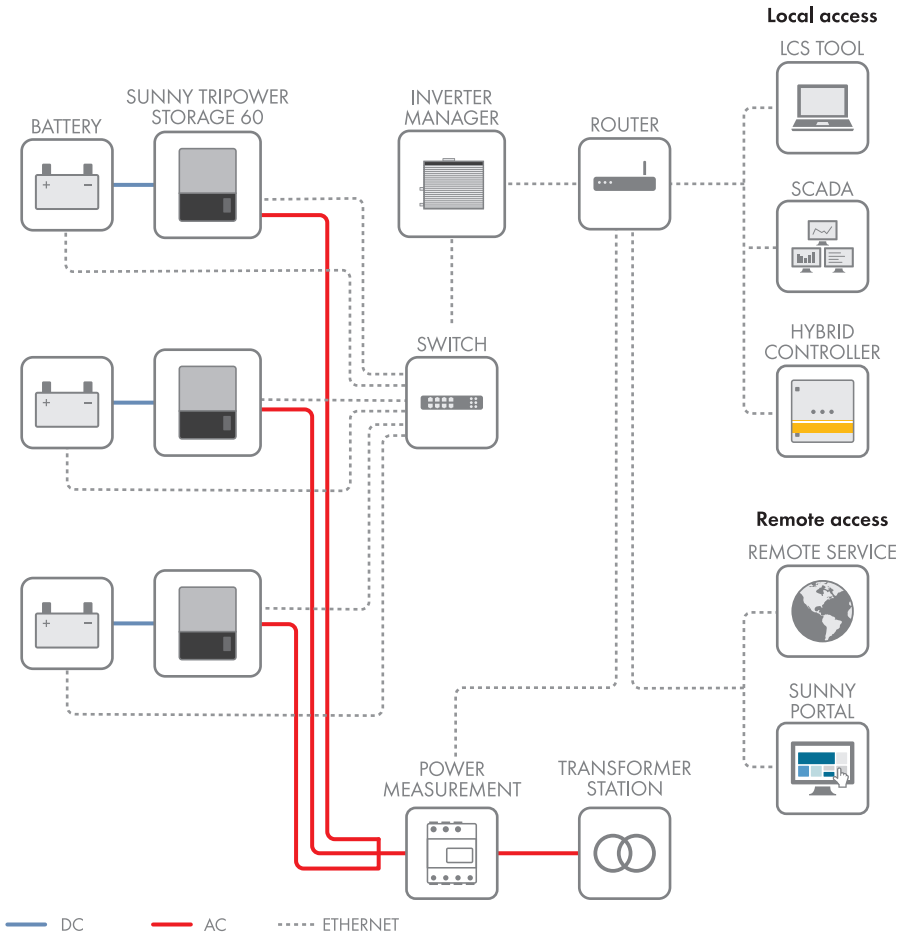 Local access
LCS TOOL
SUNNY TRIPOWER
STORAGE 60
INVERTER
MANAGER
BATTERY
ROUTER
SCADA
SWITCH
HYBRID
CONTROLLER
Remote access
REMOTE SERVICE
SUNNY
PORTAL
POWER
MEASUREMENT
TRANSFORMER
STATION
DC
AC
ETHERNET